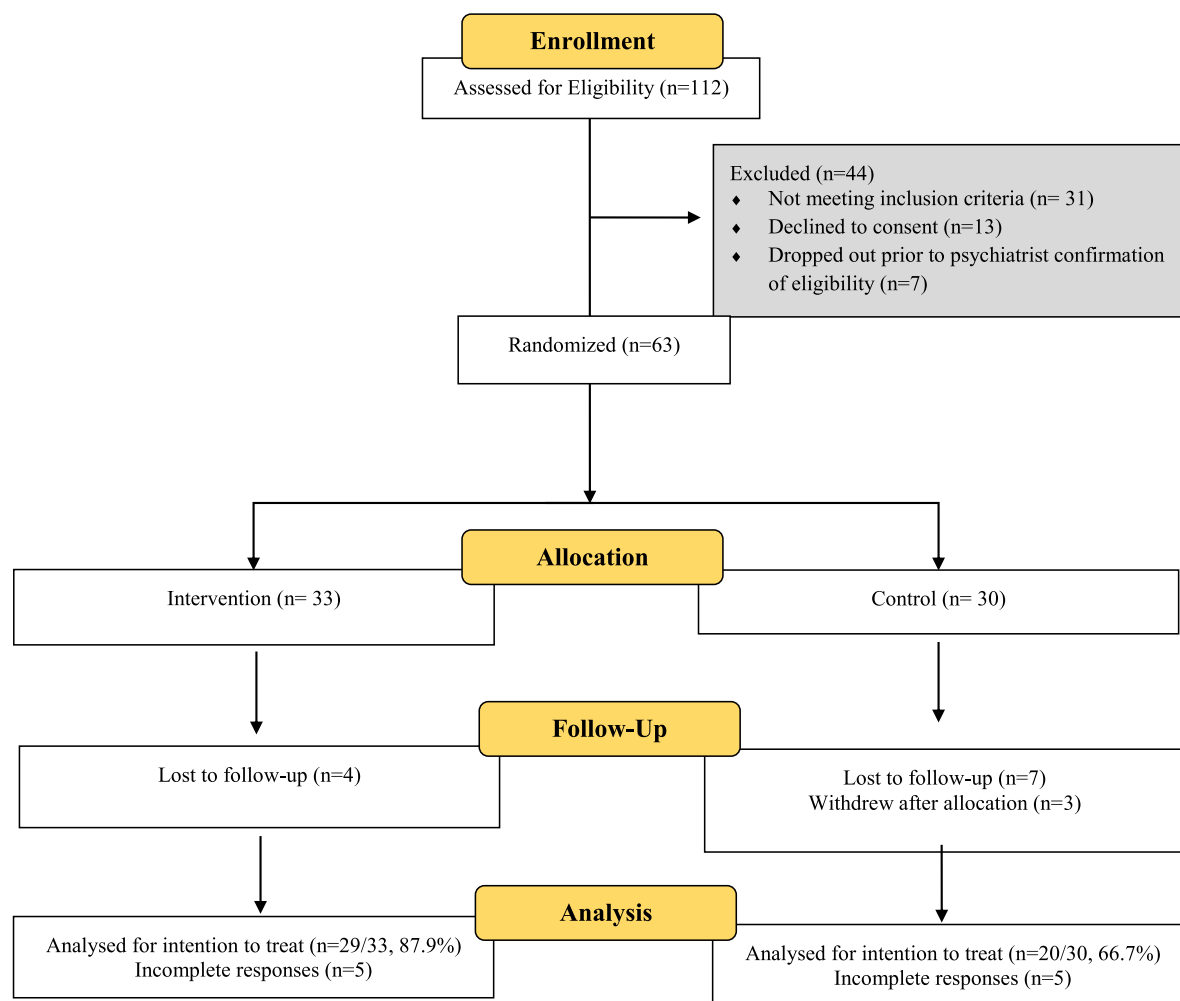 Enrollment
Assessed for Eligibility (n=112)
Excluded (n=44)
♦ Not meeting inclusion criteria (n= 31)
♦ Declined to consent (n=13)
♦ Dropped out prior to psychiatrist confirmation
of eligibility (n=7)
Randomized (n=63)
Allocation
Intervention (n= 33)
Control (n= 30)
Follow-Up
Lost to follow-up (n=4)
Lost to follow-up (n=7)
Withdrew after allocation (n=3)
Analysis
Analysed for intention to treat (n=29/33, 87.9%)
Incomplete responses (n=5)
Analysed for intention to treat (n=20/30, 66.7%)
Incomplete responses (n=5)